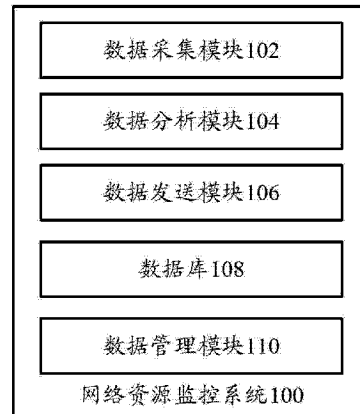 数据采集模块102
数据分析模块104
数据发送模块106
数据库108
数据管理模块110
网络资源监控系统100